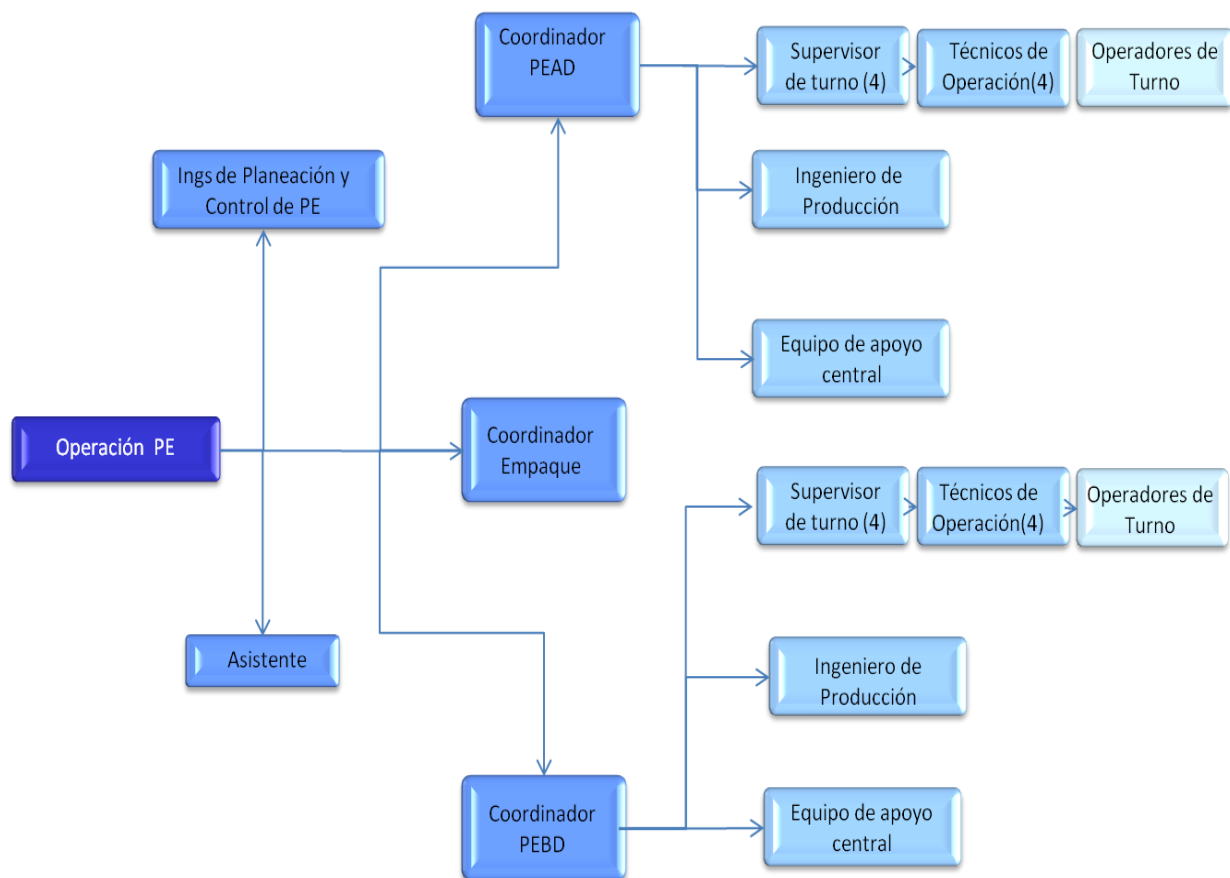 Coordinador
PEAD
Supervisor
de turno (4)
Técnicos de
Operación(4)
Operadores de
Turno
Ings de Planeación y
Control de PE
Ingeniero de
Producción
Equipo de apoyo
central
Operación PE
Coordinador
Empaque
Supervisor
de turno (4)
Técnicos de
Operación(4)
Operadores de
Turno
Asistente
Ingeniero de
Producción
Coordinador
PEBD
Equipo de apoyo
central